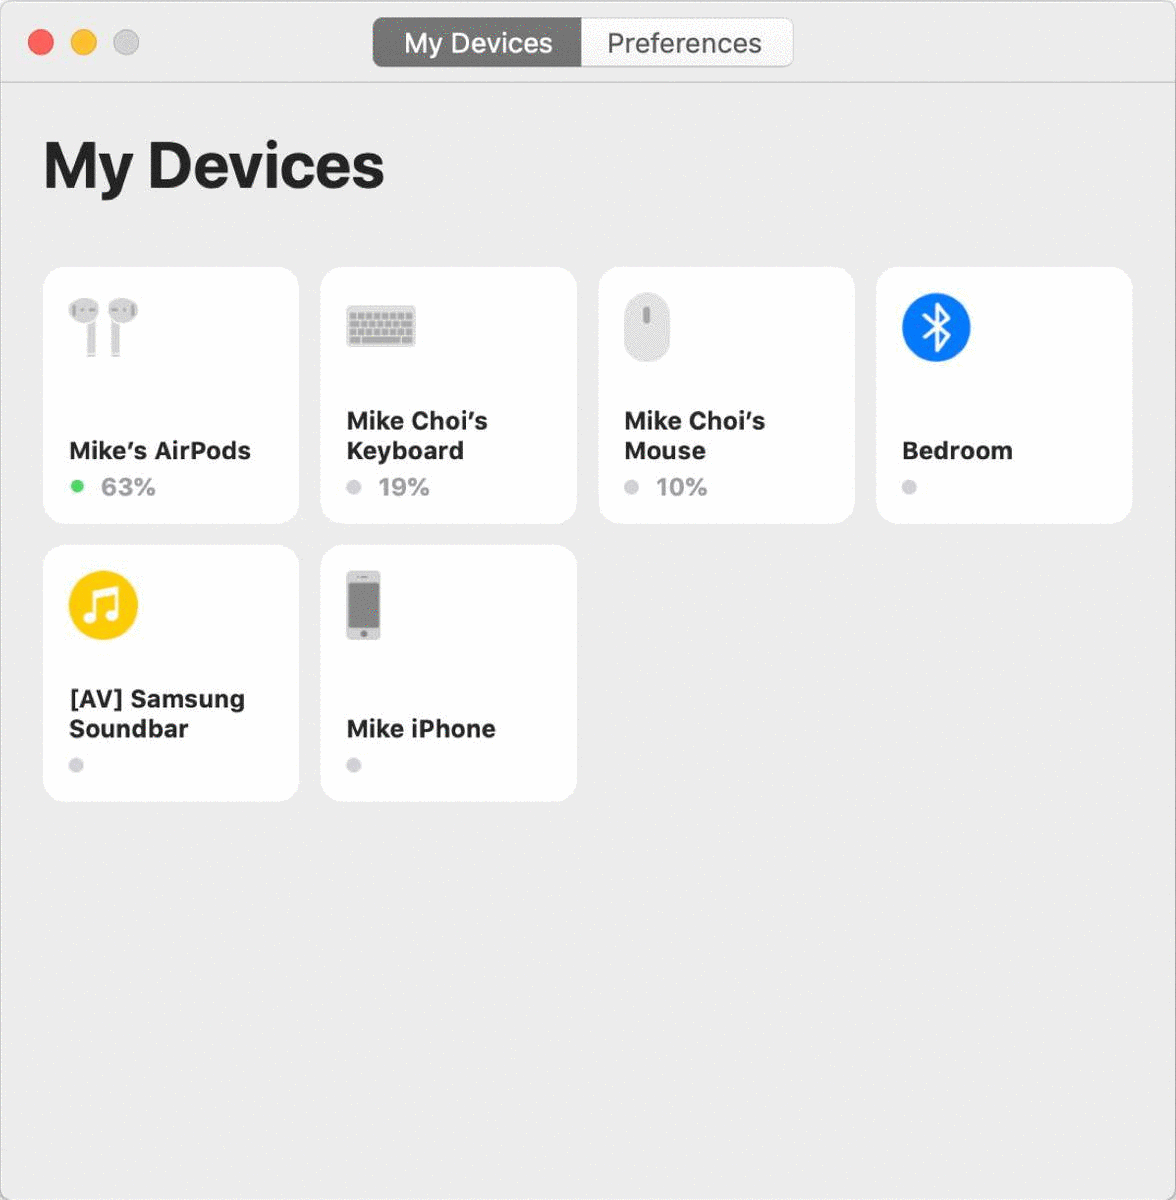 My Devices
Preferences
My Devices
Mike’s AirPods
63%
Mike Choi’s
Keyboard
19%
Mike Choi’s
Mouse
10%
Bedroom
[AV] Samsung
Soundbar
Mike iPhone